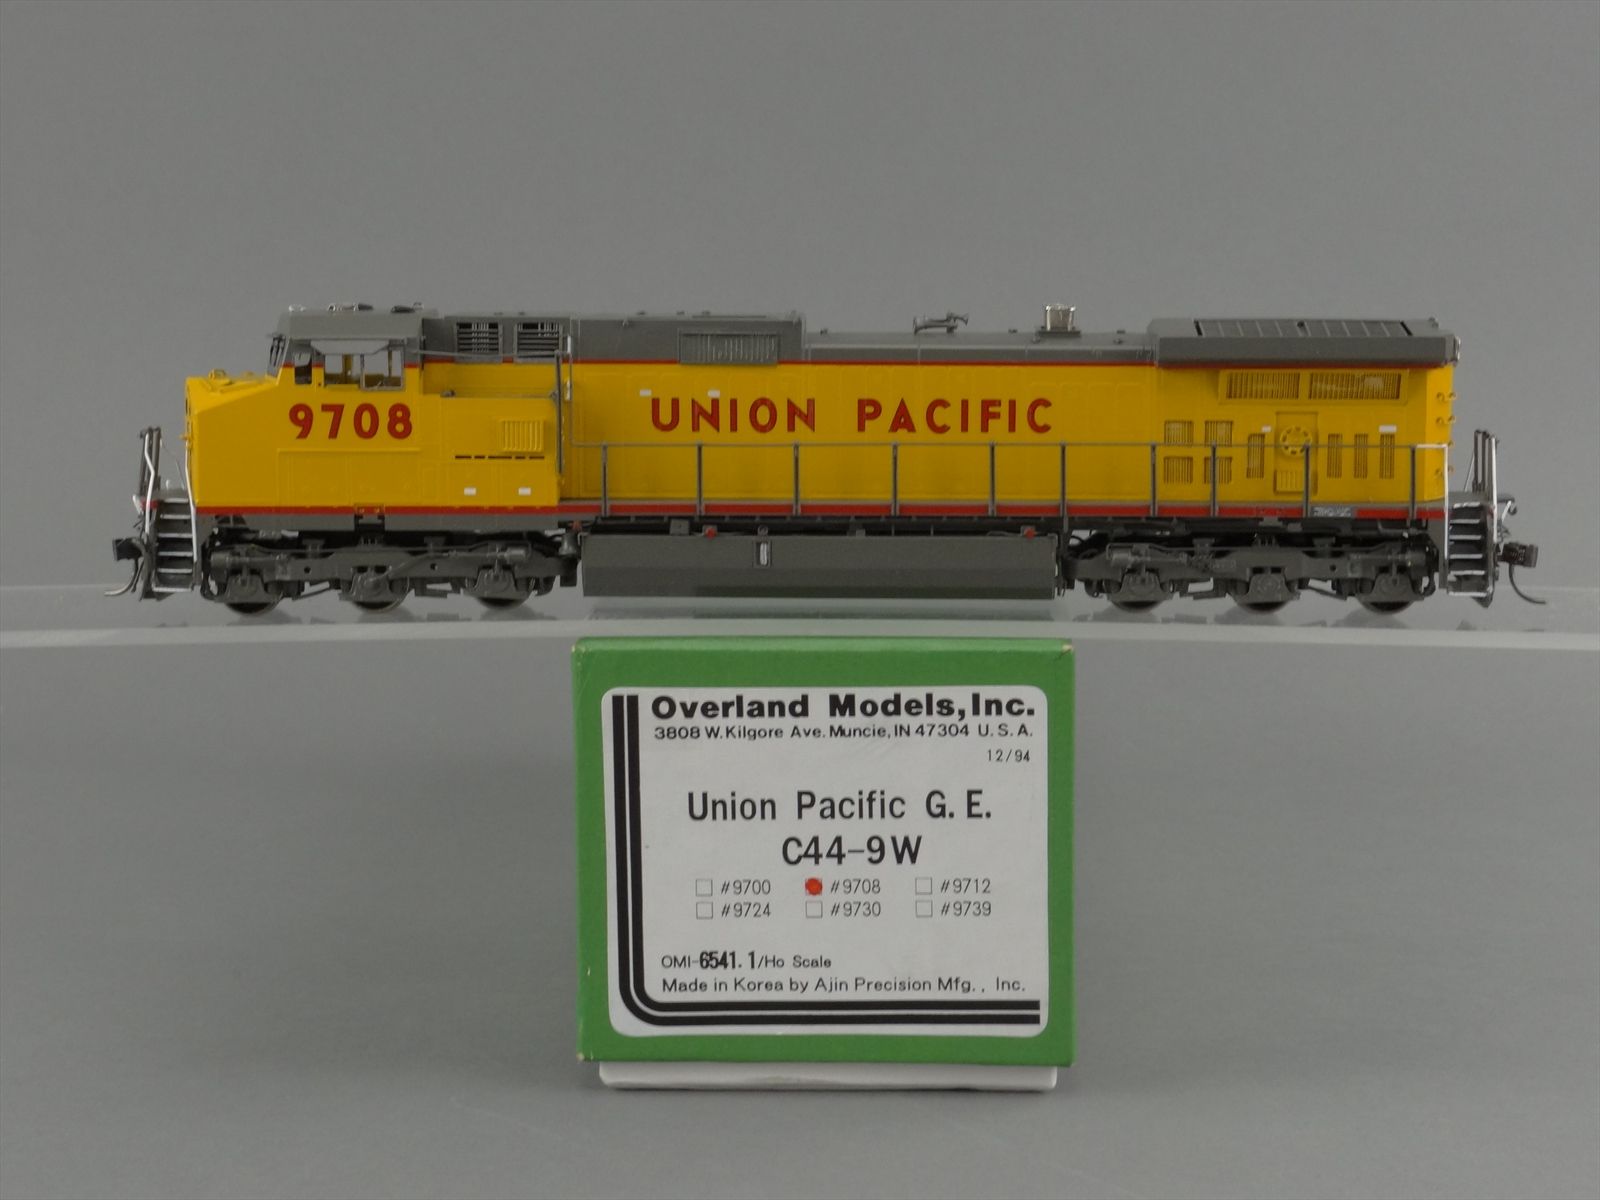 9708
UNION PACIFIC
Overland Models, Inc.
3808 W. Kilgore Ave. Muncie, IN 47304 U. S. A.
12/94
Union Pacific G. E.
C44-9W
#9700 #9708 #9712
#9724 #9730 #9739
OMI-6541. 1/Ho Scale
Made in Korea by Ajin Precision Mfg. , Inc.